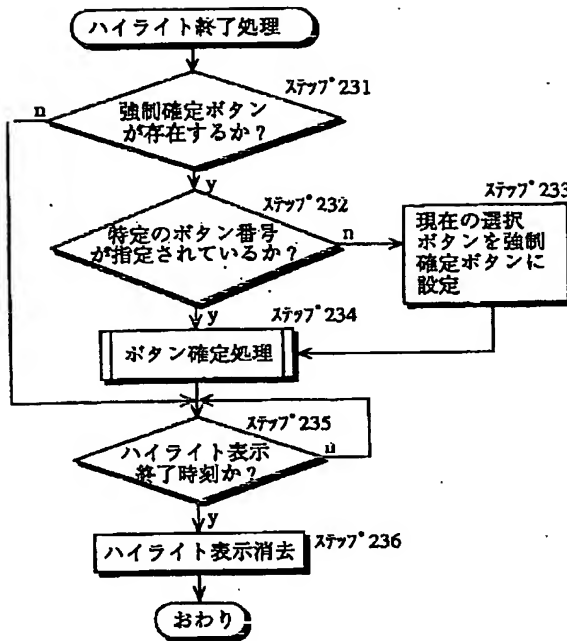 ハイライト終了処理
ステップ231
強制確定ボタン
が存在するか?
n
y
ステップ232
特定のボタン番号
が指定されているか?
n
y
ステップ233
現在の選択
ボタンを強制
確定ボタンに
設定
ステップ234
ボタン確定処理
ステップ235
ハイライト表示
終了時刻か?
n
y
ステップ236
ハイライト表示消去
おわり